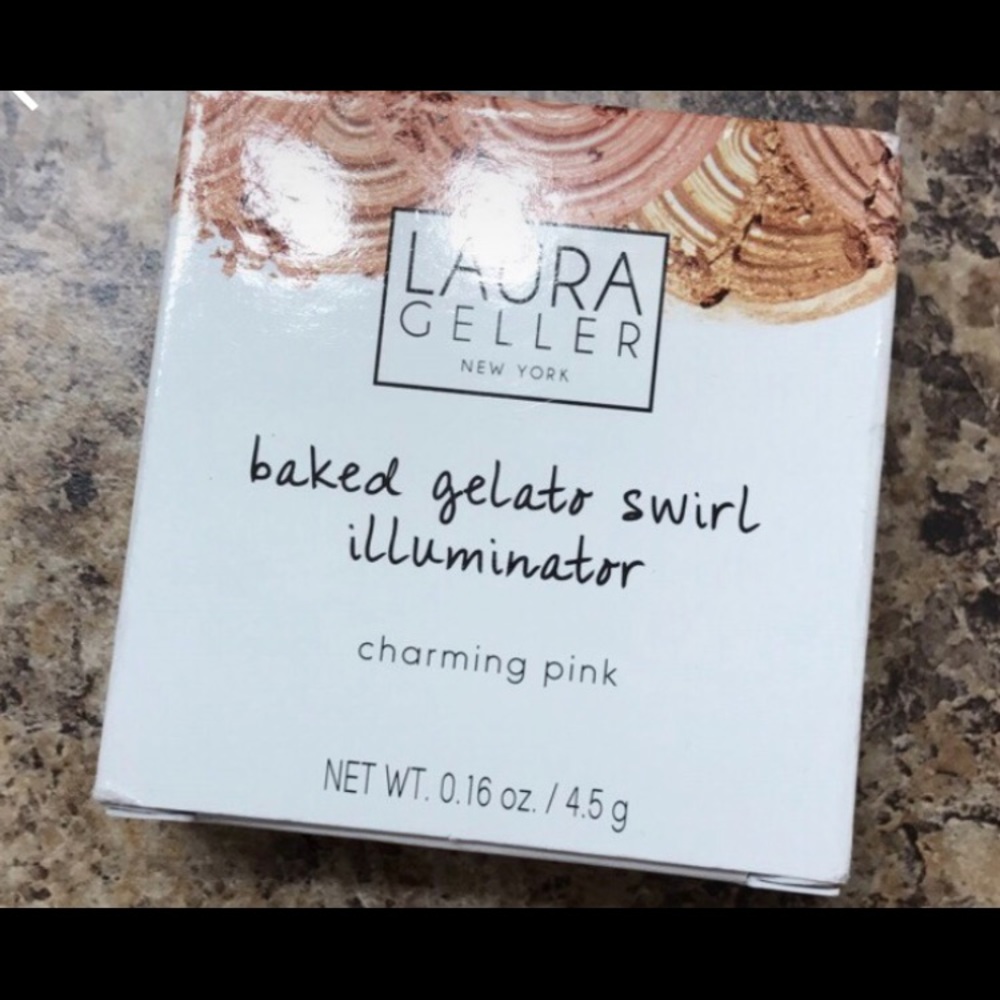 LAURA
GELLER
NEW YORK
baked gelato swirl
illuminator
charming pink
NET WT. 0.16 oz. / 4.5 g